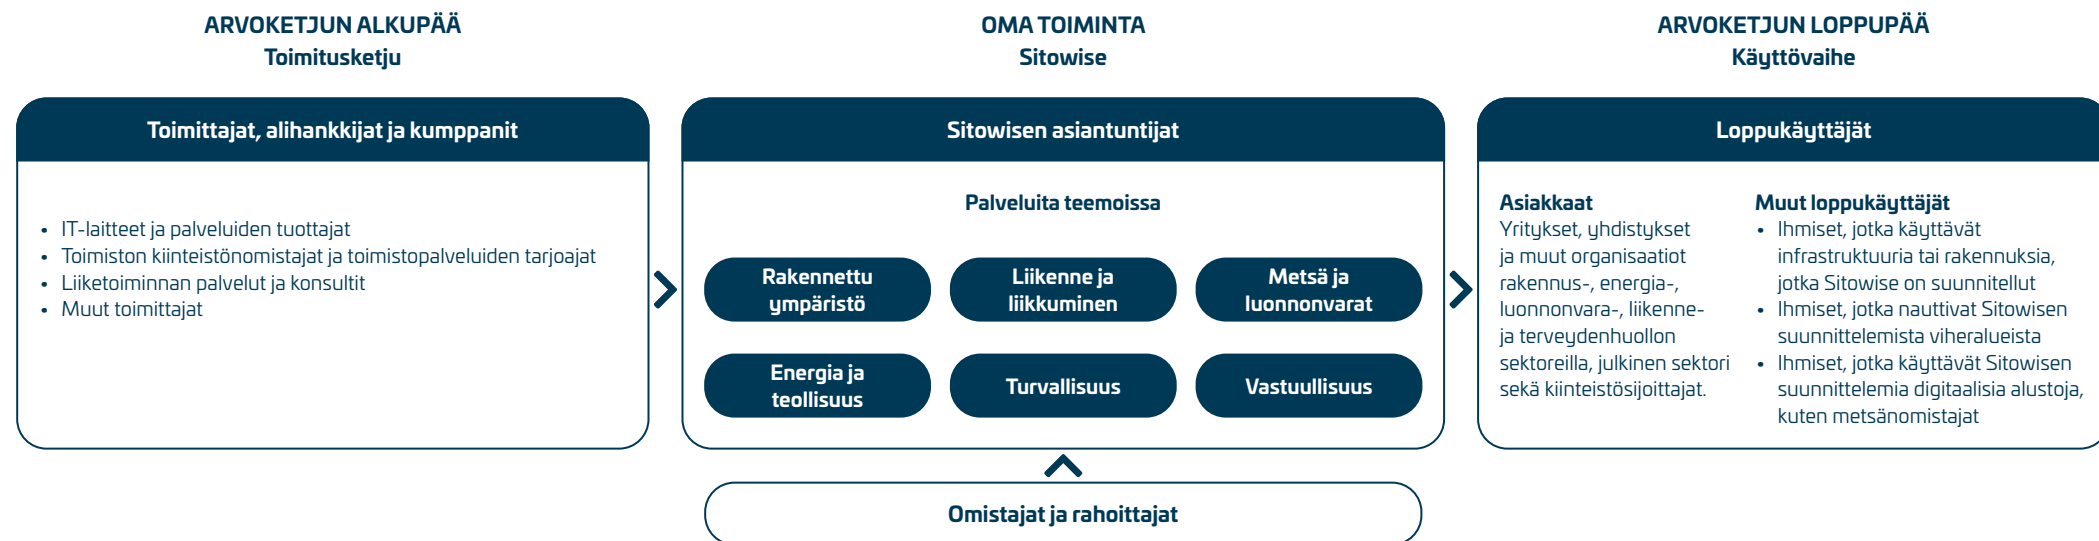 ARVOKETJUN ALKUPÄÄ
Toimitusketju
Toimittajat, alihankkijat ja kumppanit
• IT-laitteet ja palveluiden tuottajat
• Toimiston kiinteistönomistajat ja toimistopalveluiden tarjoajat
• Liiketoiminnan palvelut ja konsultit
• Muut toimittajat
OMA TOIMINTA
Sitowise
Sitowisen asiantuntijat
Palveluita teemoissa
Rakennettu
ympäristö
Liikenne ja
liikkuminen
Metsä ja
luonnonvarat
Energia ja
teollisuus
Turvallisuus
Vastuullisuus
Omistajat ja rahoittajat
ARVOKETJUN LOPPUPÄÄ
Käyttövaihe
Loppukäyttäjät
Asiakkaat
Yritykset, yhdistykset
ja muut organisaatiot
rakennus-, energia-,
luonnonvara-, liikenne-
ja terveydenhuollon
sektoreilla, julkinen sektori
sekä kiinteistösijoittajat.
Muut loppukäyttäjät
• Ihmiset, jotka käyttävät
infrastruktuuria tai rakennuksia,
jotka Sitowise on suunnitellut
• Ihmiset, jotka nauttivat Sitowisen
suunnittelemista viheralueista
• Ihmiset, jotka käyttävät Sitowisen
suunnittelemia digitaalisia alustoja,
kuten metsänomistajat